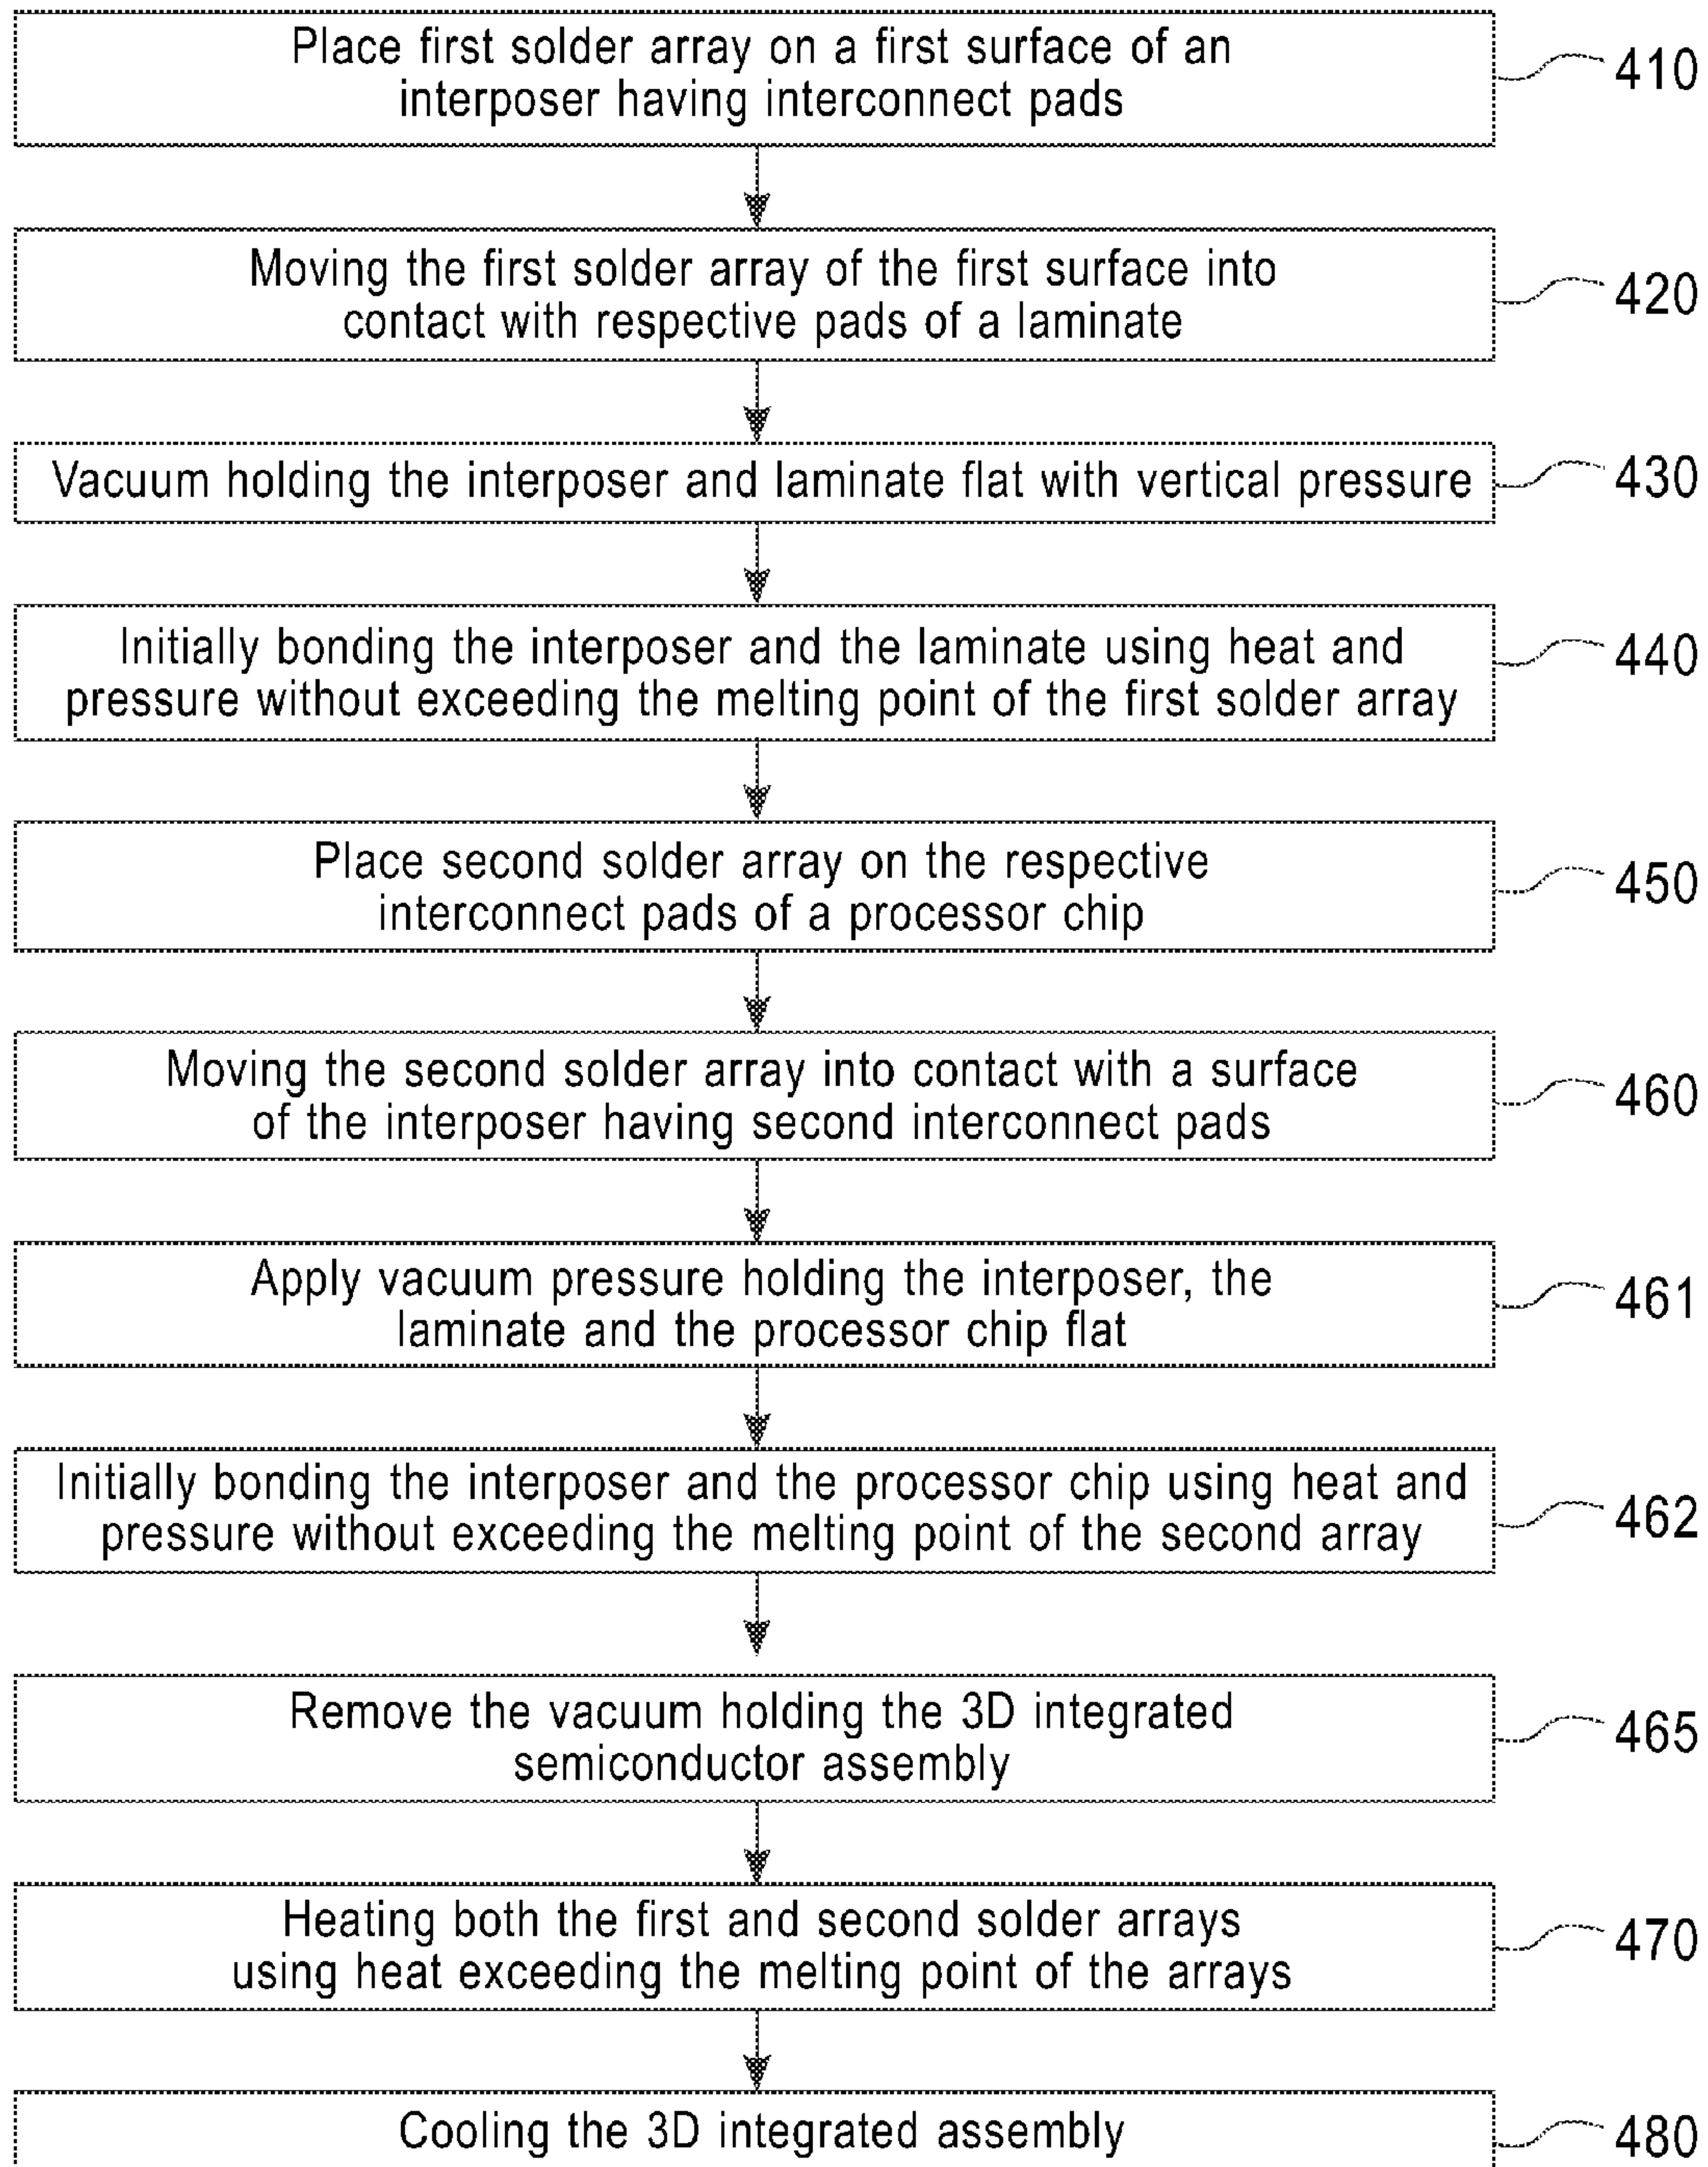 Place first solder array on a first surface of an
interposer having interconnect pads
410
Moving the first solder array of the first surface into
contact with respective pads of a laminate
420
Vacuum holding the interposer and laminate flat with vertical pressure
430
Initially bonding the interposer and the laminate using heat and
pressure without exceeding the melting point of the first solder array
440
Place second solder array on the respective
interconnect pads of a processor chip
450
Moving the second solder array into contact with a surface
of the interposer having second interconnect pads
460
Apply vacuum pressure holding the interposer, the
laminate and the processor chip flat
461
Initially bonding the interposer and the processor chip using heat and
pressure without exceeding the melting point of the second array
462
Remove the vacuum holding the 3D integrated
semiconductor assembly
465
Heating both the first and second solder arrays
using heat exceeding the melting point of the arrays
470
Cooling the 3D integrated assembly
480